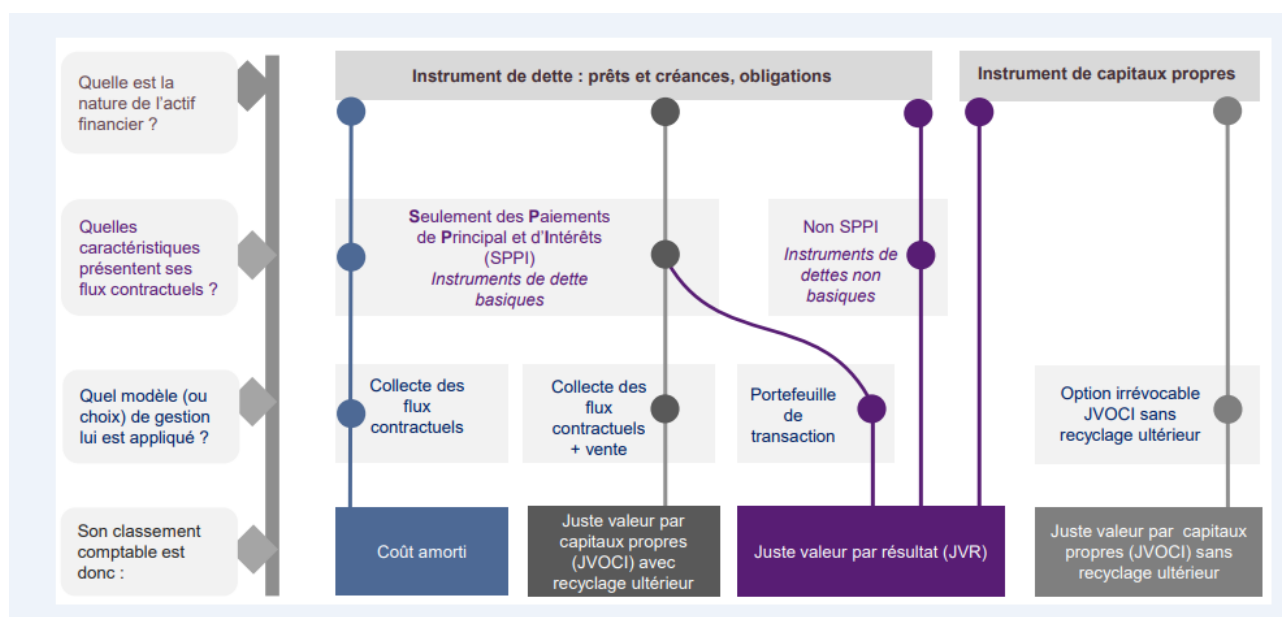 Quelle est la
nature de l'actif
financier ?
Instrument de dette : prêts et créances, obligations
Instrument de capitaux propres
Quelles
caractéristiques
présentent ses
flux contractuels ?
Seulement des Paiements
de Principal et d'Intérêts
(SPPI)
Instruments de dette
basiques
Non SPPI
Instruments de
dettes non
basiques
Quel modèle (ou
choix) de gestion
lui est appliqué ?
Collecte des
flux
contractuels
Collecte des
flux
contractuels
+ vente
Portefeuille
de
transaction
Option irrévocable
JVOCI sans
recyclage ultérieur
Son classement
comptable est
donc :
Coût amorti
Juste valeur par
capitaux propres
(JVOCI) avec
recyclage ultérieur
Juste valeur par résultat (JVR)
Juste valeur par capitaux
propres (JVOCI) sans
recyclage ultérieur